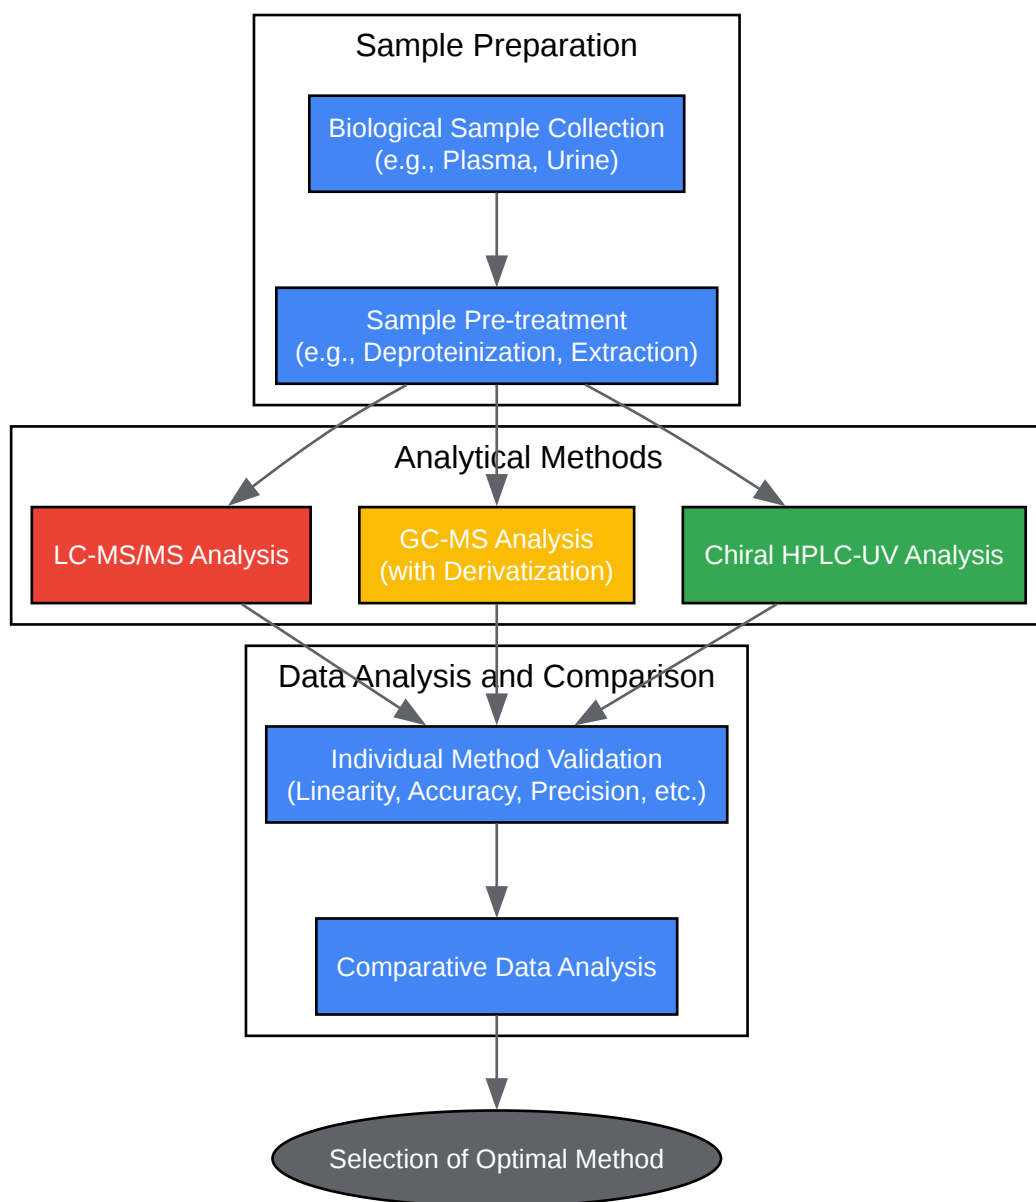 Sample Preparation
Biological Sample Collection
(e.g., Plasma, Urine)
Sample Pre-treatment
(e.g., Deproteinization, Extraction)
Analytical Methods
LC-MS/MS Analysis
GC-MS Analysis
(with Derivatization)
Chiral HPLC-UV Analysis
Data Analysis and Comparison
Individual Method Validation
(Linearity, Accuracy, Precision, etc.)
Comparative Data Analysis
Selection of Optimal Method